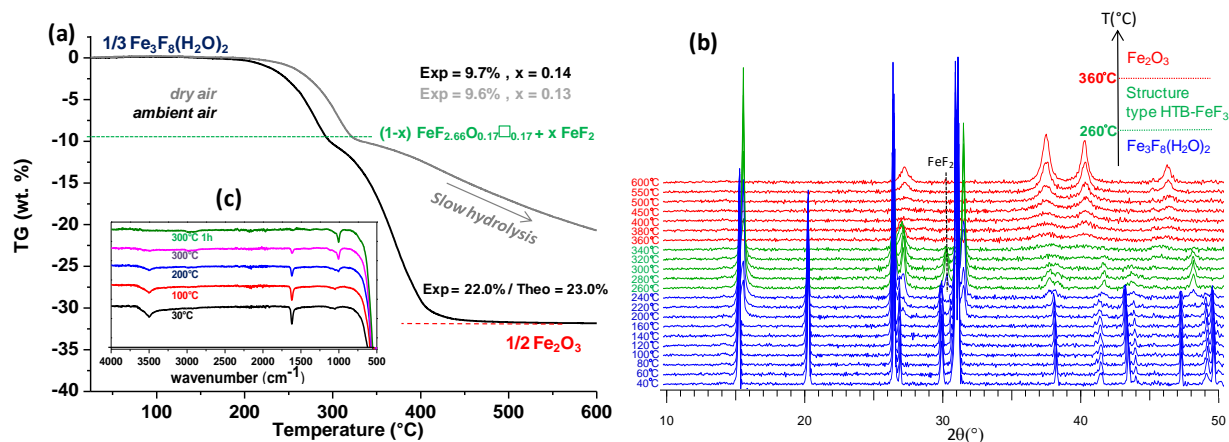 (a)
1/3 Fe₃F₈(H₂O)₂
Exp = 9.7% , x = 0.14
Exp = 9.6% , x = 0.13
dry air
ambient air
(1-x) FeF₂.₆₆O₀.₁₇□₀.₁₇ + x FeF₂
Slow hydrolysis
Exp = 22.0% / Theo = 23.0%
1/2 Fe₂O₃
TG (wt. %)
0
-5
-10
-15
-20
-25
-30
-35
-40
100
200
300
400
500
600
Temperature (°C)
(c)
300°C 1h
300°C
200°C
100°C
30°C
4000 3500 3000 2500 2000 1500 1000 500
wavenumber (cm⁻¹)
(b)
T(°C)
Fe₂O₃
360°C
Structure
type HTB-FeF₃
260°C
Fe₃F₈(H₂O)₂
FeF₂
600°C
550°C
500°C
450°C
400°C
380°C
360°C
340°C
320°C
300°C
280°C
260°C
240°C
220°C
200°C
160°C
140°C
120°C
100°C
80°C
60°C
40°C
10 20 30 40 50
2θ(°)